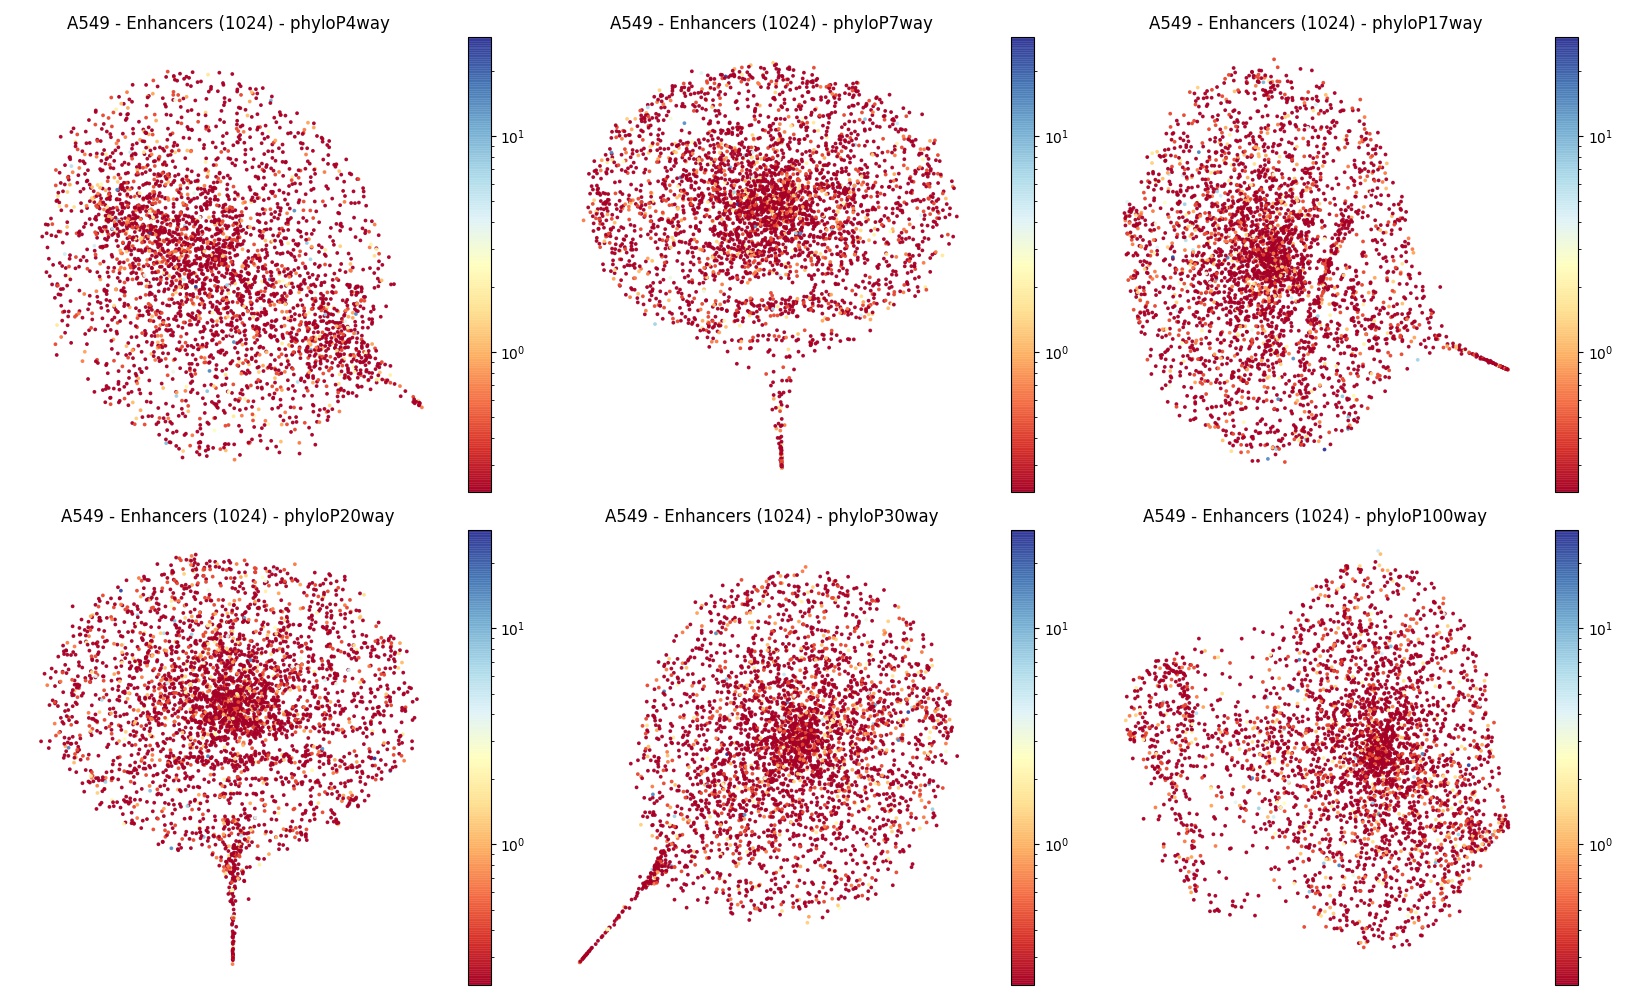 A549 - Enhancers (1024) - phyloP4way
A549 - Enhancers (1024) - phyloP7way
A549 - Enhancers (1024) - phyloP17way
10¹
10⁰
10¹
10⁰
10¹
10⁰
A549 - Enhancers (1024) - phyloP20way
A549 - Enhancers (1024) - phyloP30way
A549 - Enhancers (1024) - phyloP100way
10¹
10⁰
10¹
10⁰
10¹
10⁰